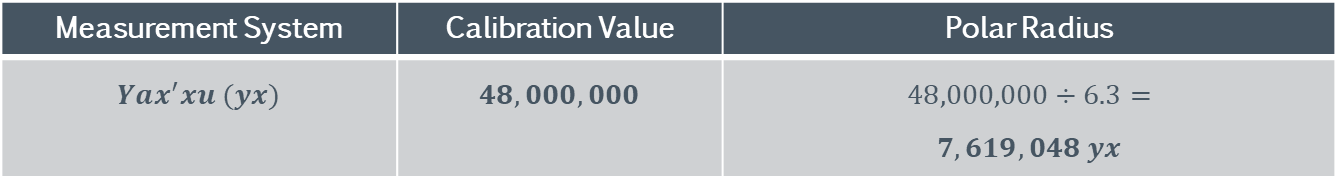 Measurement System Calibration Value Polar Radius
Yax'xu (yx) 48,000,000 48,000,000 ÷ 6.3 =
7,619,048 yx